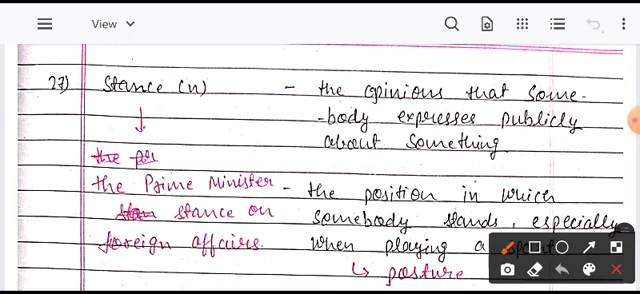 View
27) Stance (n) - the opinions that some-
-body expresses publicly
↓ about something
the Prime Minister - the position in which
stance on somebody stands, especially
foreign affairs. when playing a sport
↳ posture